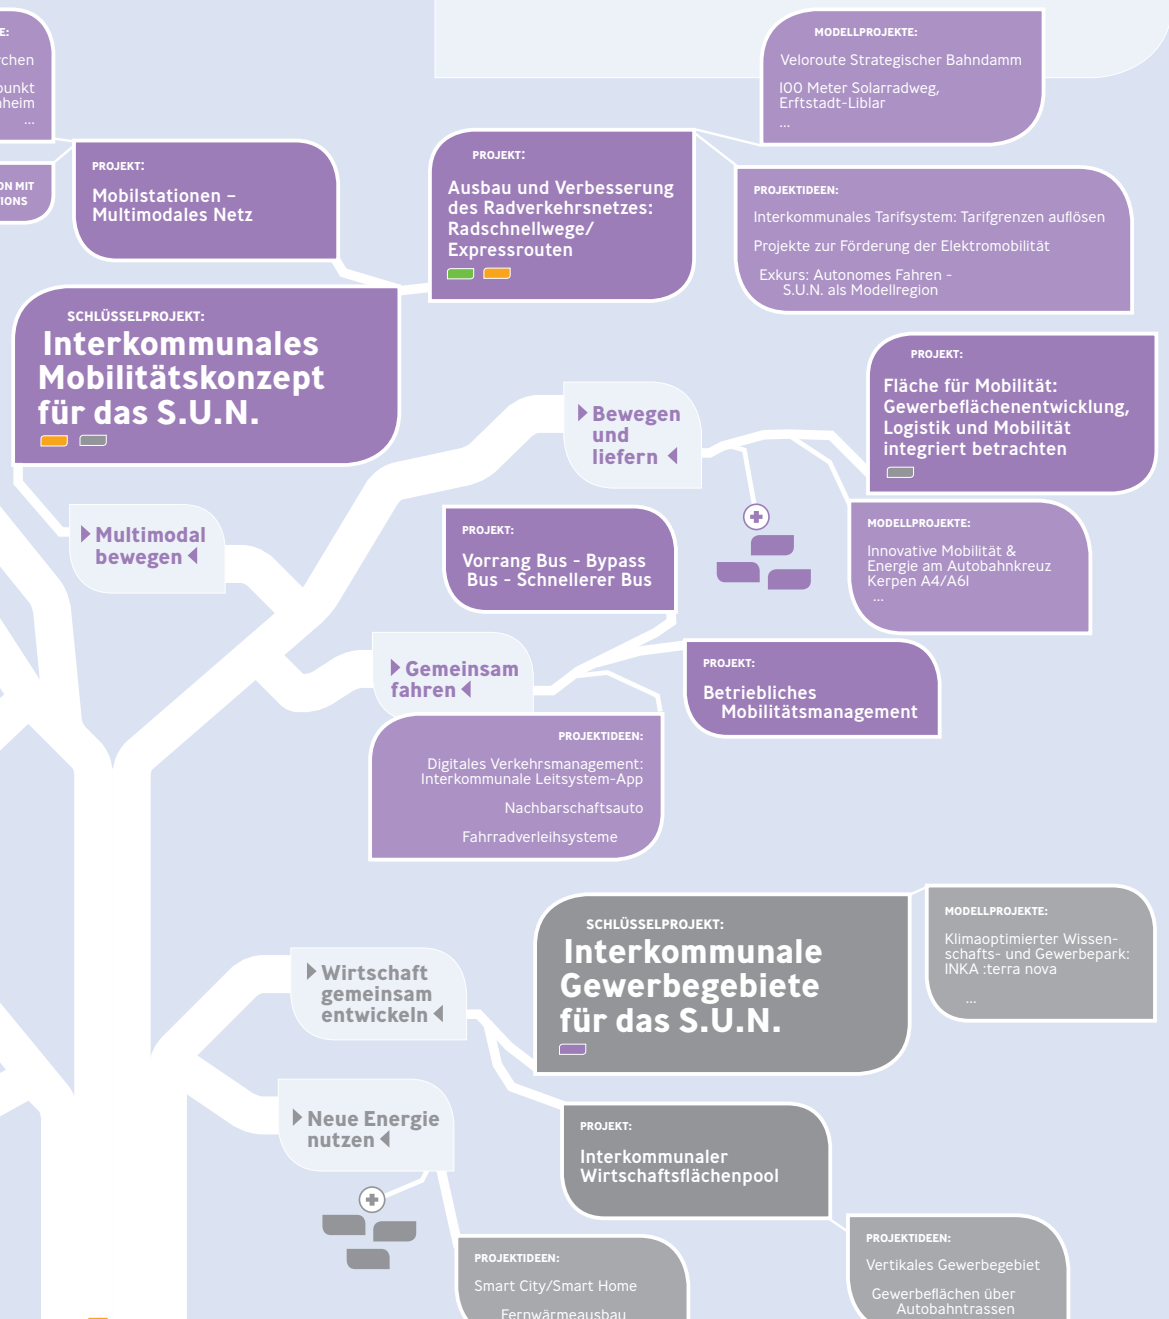 MODELLPROJEKTE:
Veloroute Strategischer Bahndamm
100 Meter Solarradweg,
Erftstadt-Liblar
...
...
PROJEKT:
Mobilstationen –
Multimodales Netz
ON MIT
IONS
PROJEKT:
Ausbau und Verbesserung
des Radverkehrsnetzes:
Radschnellwege/
Expressrouten
PROJEKTIDEEN:
Interkommunales Tarifsystem: Tarifgrenzen auflösen
Projekte zur Förderung der Elektromobilität
Exkurs: Autonomes Fahren -
S.U.N. als Modellregion
SCHLÜSSELPROJEKT:
Interkommunales
Mobilitätskonzept
für das S.U.N.
Bewegen
und
liefern
PROJEKT:
Fläche für Mobilität:
Gewerbeflächenentwicklung,
Logistik und Mobilität
integriert betrachten
Multimodal
bewegen
PROJEKT:
Vorrang Bus - Bypass
Bus - Schnellerer Bus
MODELLPROJEKTE:
Innovative Mobilität &
Energie am Autobahnkreuz
Kerpen A4/A61
...
Gemeinsam
fahren
PROJEKT:
Betriebliches
Mobilitätsmanagement
PROJEKTIDEEN:
Digitales Verkehrsmanagement:
Interkommunale Leitsystem-App
Nachbarschaftsauto
Fahrradverleihsysteme
SCHLÜSSELPROJEKT:
Interkommunale
Gewerbegebiete
für das S.U.N.
MODELLPROJEKTE:
Klimaoptimierter Wissen-
schafts- und Gewerbepark:
INKA :terra nova
...
Wirtschaft
gemeinsam
entwickeln
Neue Energie
nutzen
PROJEKT:
Interkommunaler
Wirtschaftsflächenpool
PROJEKTIDEEN:
Smart City/Smart Home
Fernwärmeausbau
PROJEKTIDEEN:
Vertikales Gewerbegebiet
Gewerbeflächen über
Autobahntrassen